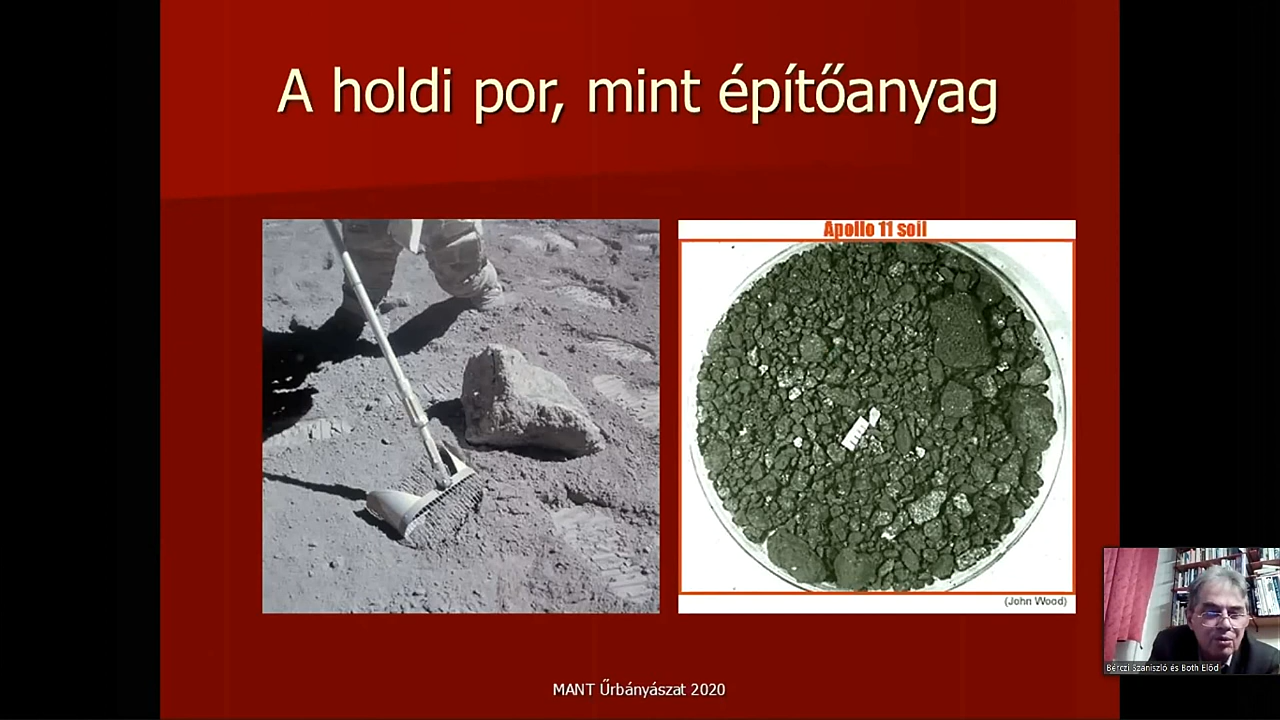 A holdi por, mint építőanyag
Apollo 11 soil
(John Wood)
MANT Űrbányászat 2020
Bérczi Szaniszló és Both Előd